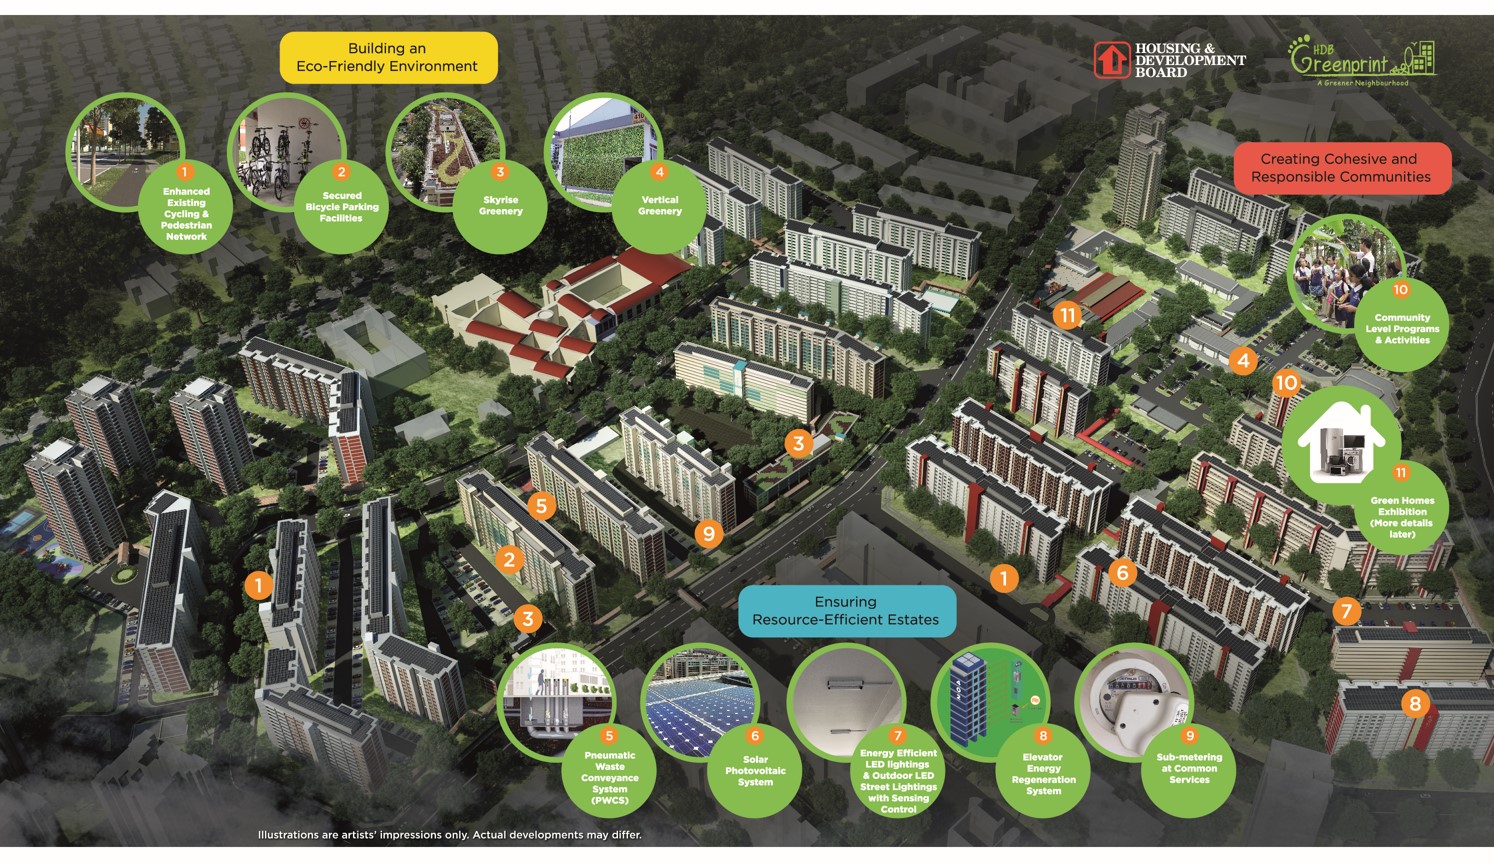 Building an
Eco-Friendly Environment
HOUSING &
DEVELOPMENT
BOARD
HDB
Greenprint
A Greener Neighbourhood
1
Enhanced
Existing
Cycling &
Pedestrian
Network
2
Secured
Bicycle Parking
Facilities
3
Skyrise
Greenery
4
Vertical
Greenery
Creating Cohesive and
Responsible Communities
10
Community
Level Programs
& Activities
11
Green Homes
Exhibition
(More details
later)
11
4
10
3
5
9
2
1
3
1
6
7
8
Ensuring
Resource-Efficient Estates
5
Pneumatic
Waste
Conveyance
System
(PWCS)
6
Solar
Photovoltaic
System
7
Energy Efficient
LED lightings
& Outdoor LED
Street Lightings
with Sensing
Control
8
Elevator
Energy
Regeneration
System
9
Sub-metering
at Common
Services
Illustrations are artists' impressions only. Actual developments may differ.